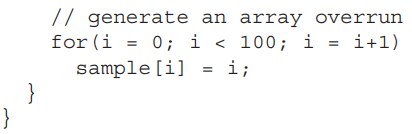 // generate an array overrun
for(i = 0; i < 100; i = i+1)
sample[i] = i;
}
}